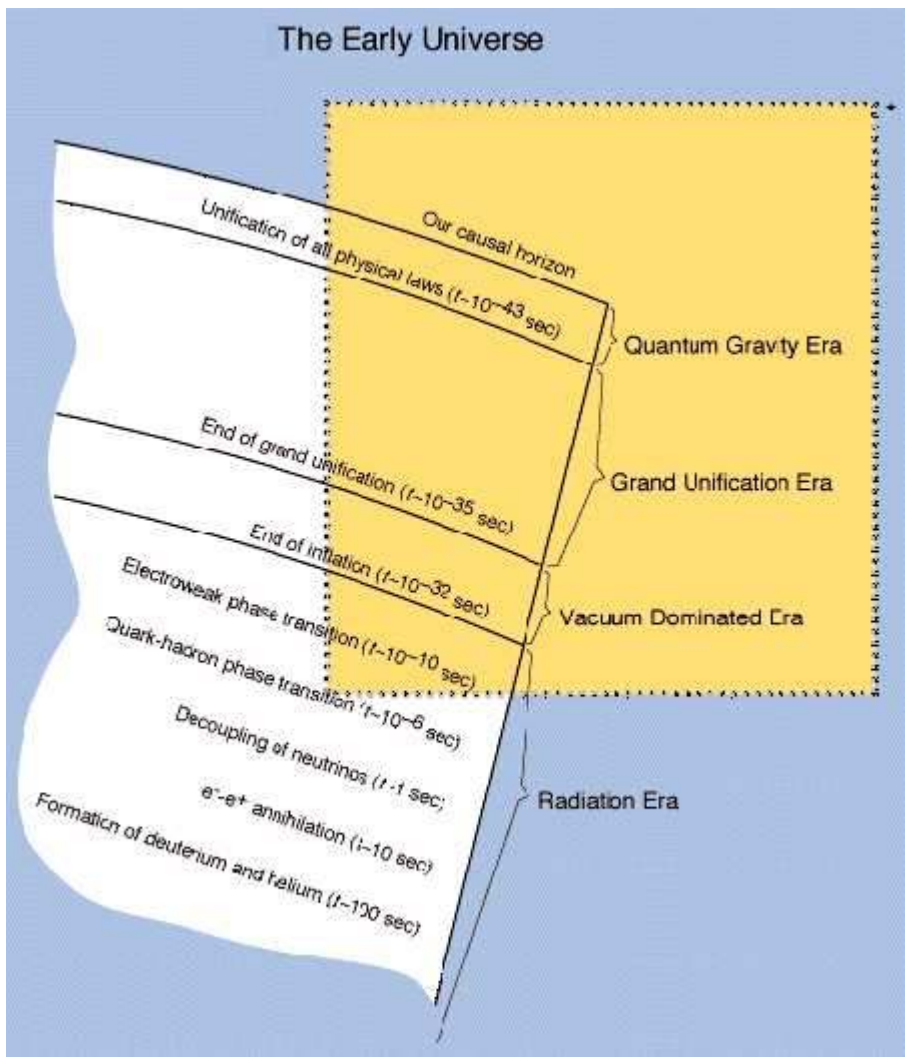 The Early Universe
Our causal horizon
Unification of all physical laws (t~10−43 sec)
Quantum Gravity Era
End of grand unification (t~10−35 sec)
Grand Unification Era
End of inflation (t~10−32 sec)
Vacuum Dominated Era
Electroweak phase transition (t~10−10 sec)
Quark-hadron phase transition (t~10−6 sec)
Decoupling of neutrinos (t~1 sec)
e--e+ annihilation (t~10 sec)
Radiation Era
Formation of deuterium and helium (t~100 sec)